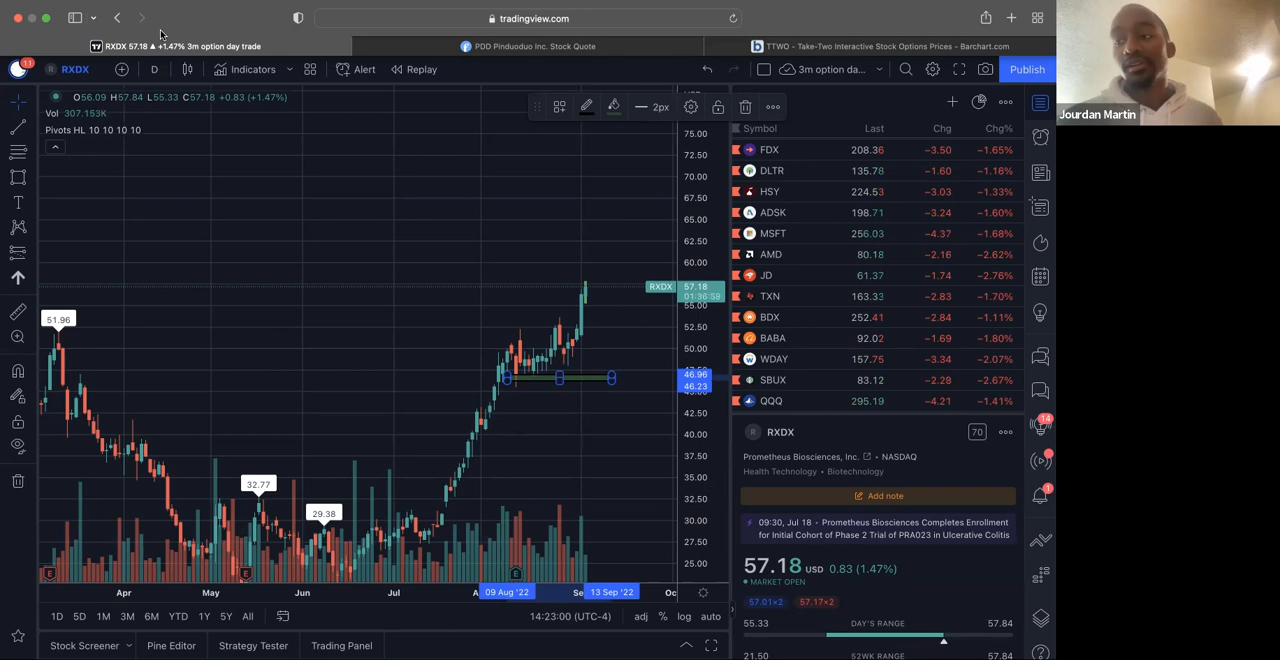 tradingview.com
RXDX 57.18 ▲ +1.47% 3m option day trade
PDD Pinduoduo Inc. Stock Quote
TTWO - Take-Two Interactive Stock Options Prices - Barchart.com
11
R RXDX
D
Indicators
Alert
Replay
3m option da...
Publish
O56.09 H57.84 L55.33 C57.18 +0.83 (+1.47%)
Vol 307.153K
Pivots HL 10 10 10 10
2px
75.00
72.50
70.00
67.50
65.00
62.50
60.00
RXDX 57.18
01:36:59
55.00
52.50
50.00
46.96
46.23
42.50
40.00
37.50
35.00
32.50
30.00
27.50
25.00
51.96
32.77
29.38
E
E
E
Apr
May
Jun
Jul
09 Aug '22
13 Sep '22
1D 5D 1M 3M 6M YTD 1Y 5Y All
14:23:00 (UTC-4)
adj % log auto
Stock Screener
Pine Editor
Strategy Tester
Trading Panel
Symbol Last Chg Chg%
FDX 208.36 −3.50 −1.65%
DLTR 135.78 −1.60 −1.16%
HSY 224.53 −3.03 −1.33%
ADSK 198.71 −3.24 −1.60%
MSFT 256.03 −4.37 −1.68%
AMD 80.18 −2.16 −2.62%
JD 61.37 −1.74 −2.76%
TXN 163.33 −2.83 −1.70%
BDX 252.41 −2.84 −1.11%
BABA 92.02 −1.69 −1.80%
WDAY 157.75 −3.34 −2.07%
SBUX 83.12 −2.28 −2.67%
QQQ 295.19 −4.21 −1.41%
R RXDX
70
Prometheus Biosciences, Inc. • NASDAQ
Health Technology • Biotechnology
Add note
09:30, Jul 18 • Prometheus Biosciences Completes Enrollment
for Initial Cohort of Phase 2 Trial of PRA023 in Ulcerative Colitis
57.18 USD 0.83 (1.47%)
MARKET OPEN
57.01×2 57.17×2
55.33 DAY'S RANGE 57.84
21.50 52WK RANGE 57.84
14
1
Jourdan Martin